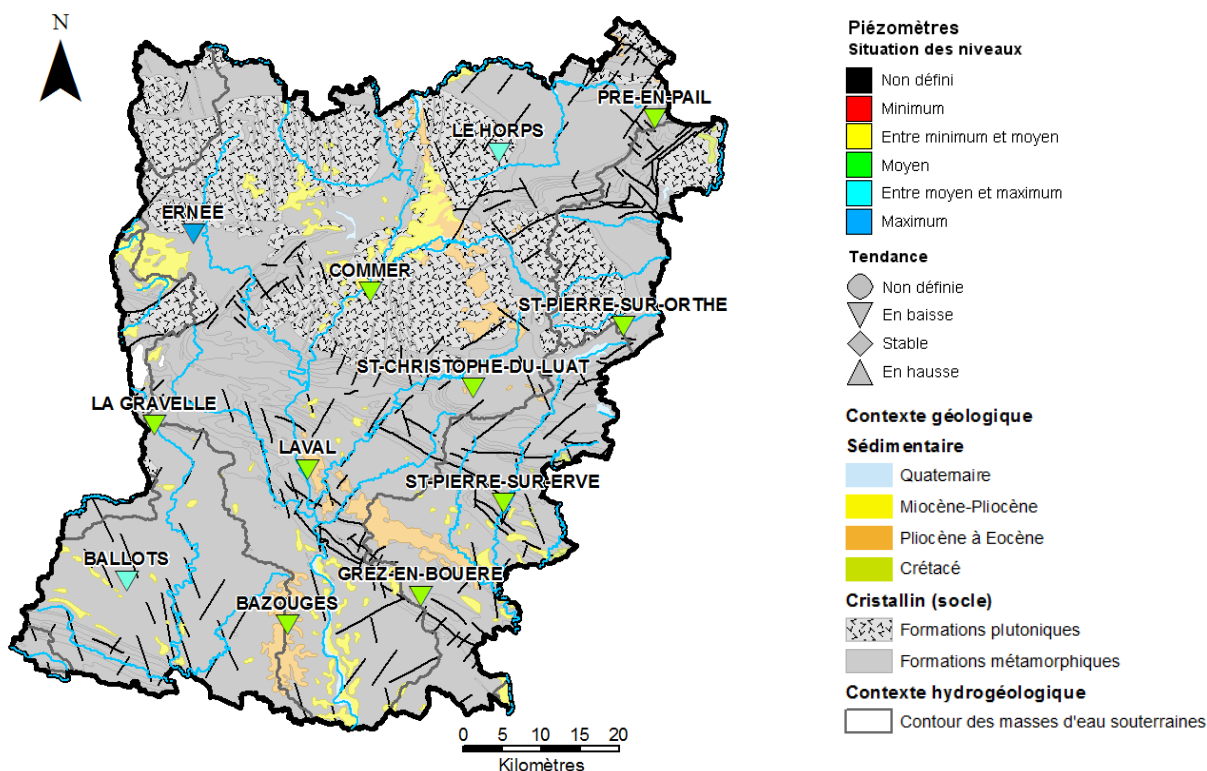 N
PRE-EN-PAIL
LE HORPS
ERNEE
COMMER
ST-PIERRE-SUR-ORTHE
ST-CHRISTOPHE-DU-LUAT
LA GRAVELLE
LAVAL
ST-PIERRE-SUR-ERVE
BALLOTS
GREZ-EN-BOUERE
BAZOUGES
0 5 10 15 20
Kilomètres
Piézomètres
Situation des niveaux
Non défini
Minimum
Entre minimum et moyen
Moyen
Entre moyen et maximum
Maximum
Tendance
Non définie
En baisse
Stable
En hausse
Contexte géologique
Sédimentaire
Quaternaire
Miocène-Pliocène
Pliocène à Eocène
Crétacé
Cristallin (socle)
Formations plutoniques
Formations métamorphiques
Contexte hydrogéologique
Contour des masses d'eau souterraines